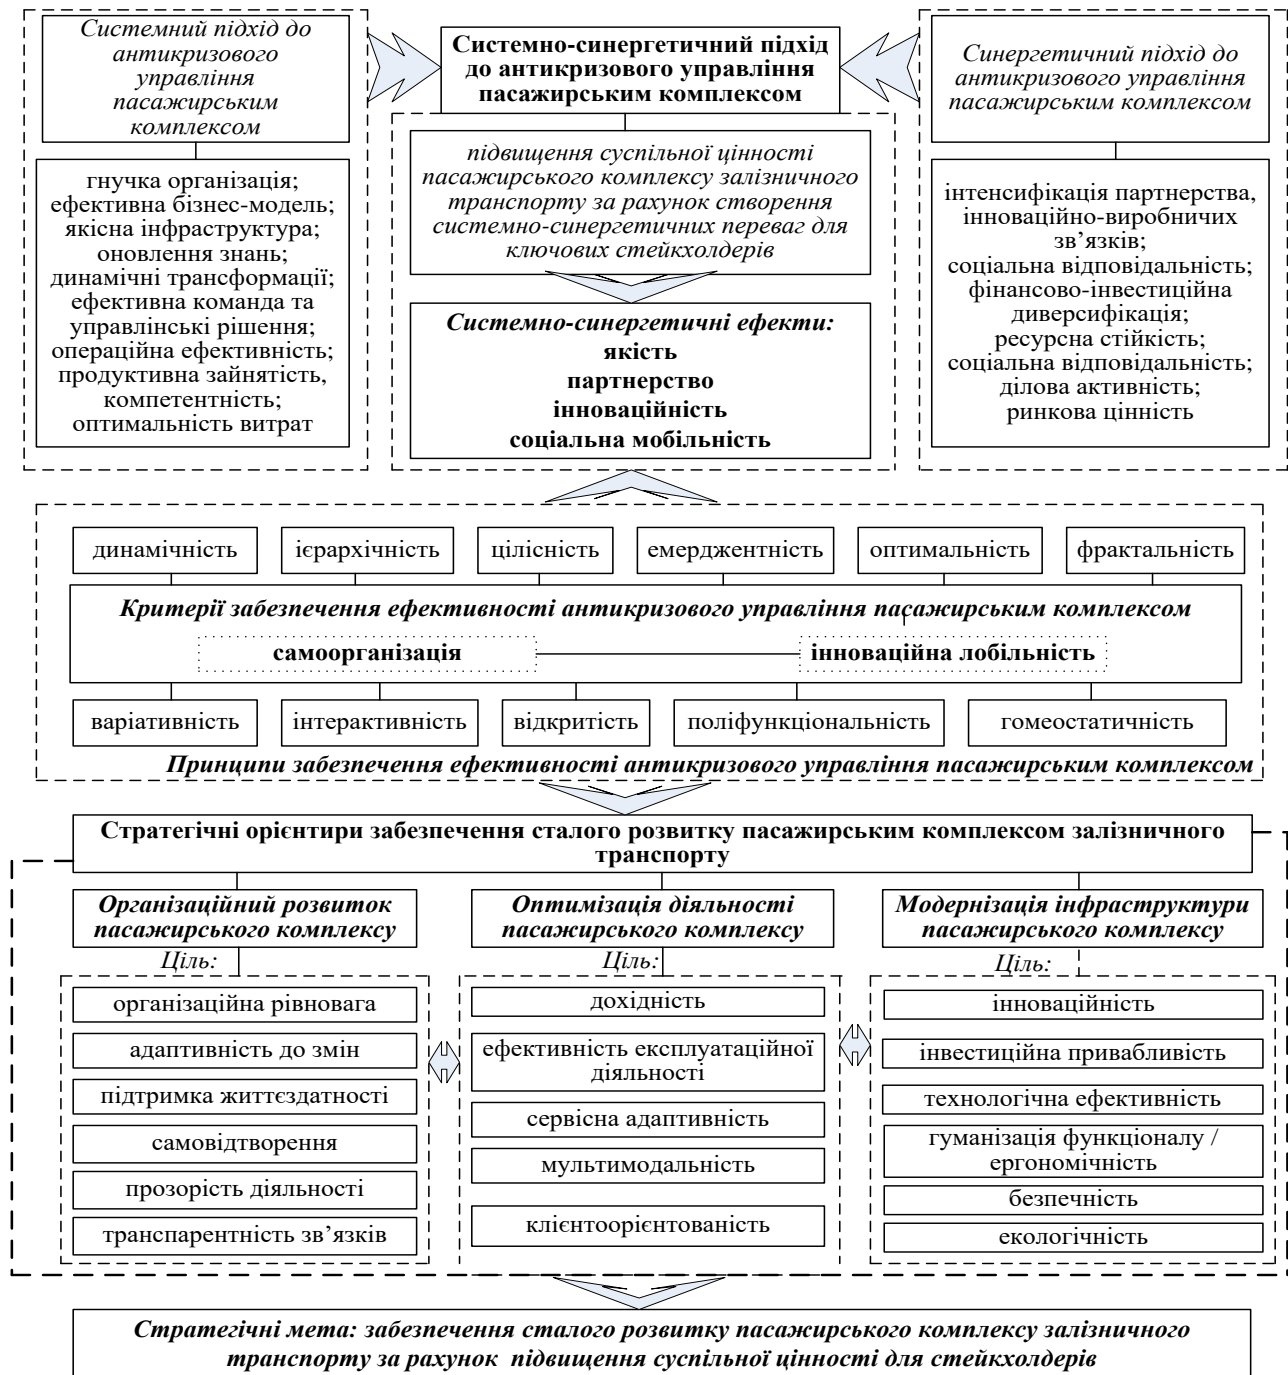 Системний підхід до
антикризового
управління
пасажирським
комплексом
гнучка організація;
ефективна бізнес-модель;
якісна інфраструктура;
оновлення знань;
динамічні трансформації;
ефективна команда та
управлінські рішення;
операційна ефективність;
продуктивна зайнятість,
компетентність;
оптимальність витрат
Системно-синергетичний підхід
до антикризового управління
пасажирським комплексом
підвищення суспільної цінності
пасажирського комплексу залізничного
транспорту за рахунок створення
системно-синергетичних переваг для
ключових стейкхолдерів
Системно-синергетичні ефекти:
якість
партнерство
інноваційність
соціальна мобільність
Синергетичний підхід до
антикризового управління
пасажирським комплексом
інтенсифікація партнерства,
інноваційно-виробничих
зв’язків;
соціальна відповідальність;
фінансово-інвестиційна
диверсифікація;
ресурсна стійкість;
соціальна відповідальність;
ділова активність;
ринкова цінність
динамічність
ієрархічність
цілісність
емерджентність
оптимальність
фрактальність
Критерії забезпечення ефективності антикризового управління пасажирським комплексом
самоорганізація
інноваційна лобільність
варіативність
інтерактивність
відкритість
поліфункціональність
гомеостатичність
Принципи забезпечення ефективності антикризового управління пасажирським комплексом
Стратегічні орієнтири забезпечення сталого розвитку пасажирським комплексом залізничного
транспорту
Організаційний розвиток
пасажирського комплексу
Ціль:
організаційна рівновага
адаптивність до змін
підтримка життєздатності
самовідтворення
прозорість діяльності
транспарентність зв’язків
Оптимізація діяльності
пасажирського комплексу
Ціль:
дохідність
ефективність експлуатаційної
діяльності
сервісна адаптивність
мультимодальність
клієнтоорієнтованість
Модернізація інфраструктури
пасажирського комплексу
Ціль:
інноваційність
інвестиційна привабливість
технологічна ефективність
гуманізація функціоналу /
ергономічність
безпечність
екологічність
Стратегічні мета: забезпечення сталого розвитку пасажирського комплексу залізничного
транспорту за рахунок підвищення суспільної цінності для стейкхолдерів